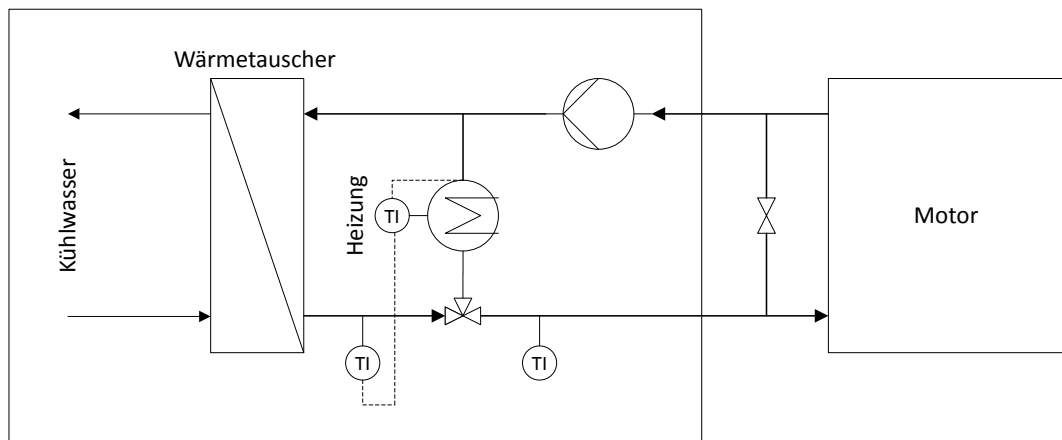 Wärmetauscher
Kühlwasser
Heizung
TI
Motor
TI
TI